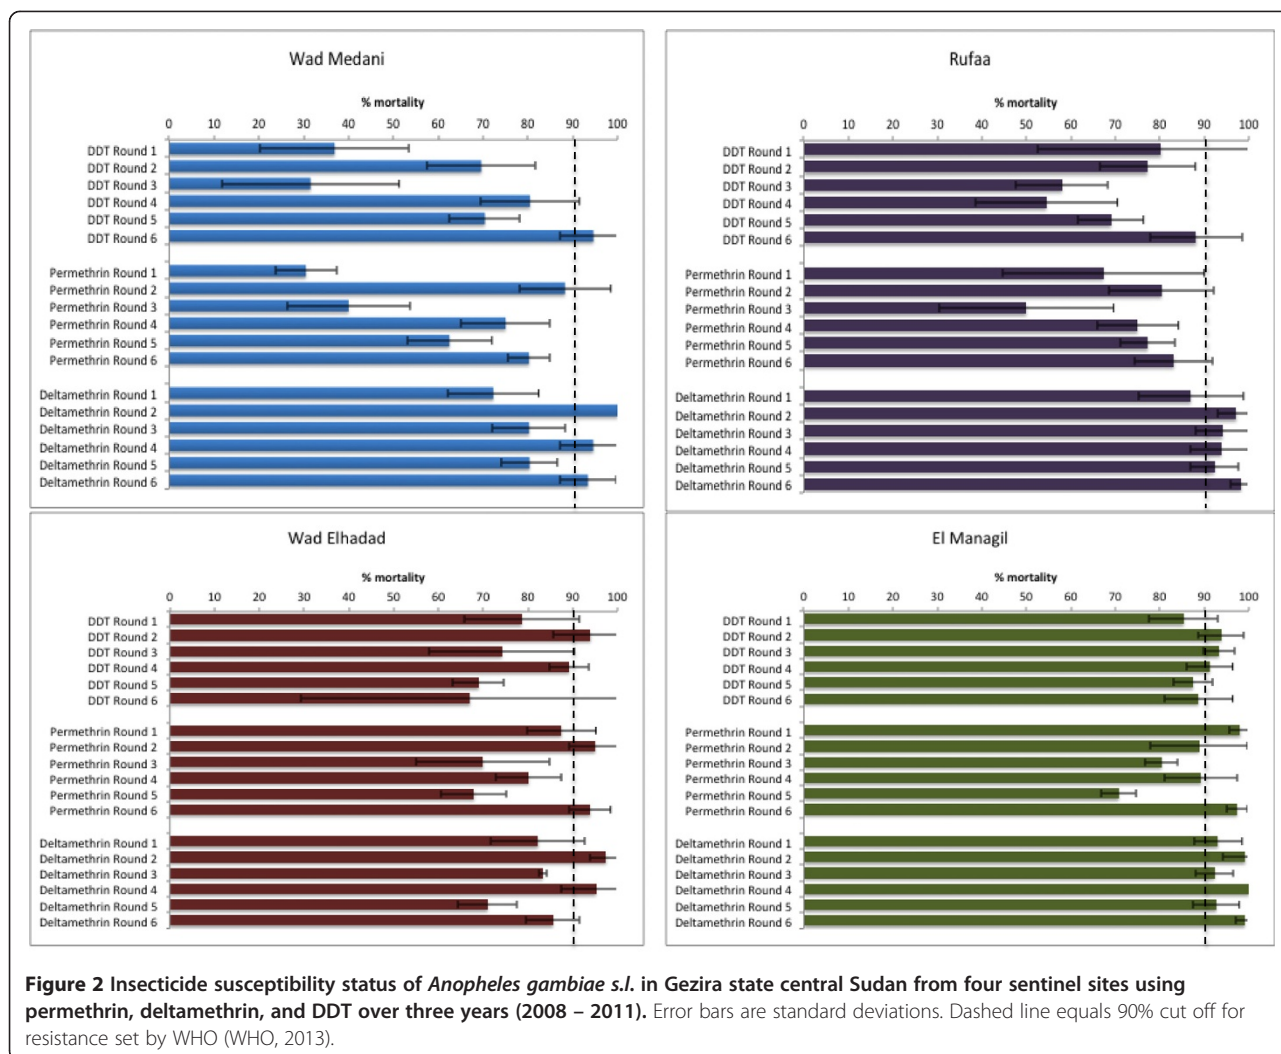 Wad Medani
% mortality
0 10 20 30 40 50 60 70 80 90 100
DDT Round 1
DDT Round 2
DDT Round 3
DDT Round 4
DDT Round 5
DDT Round 6
Permethrin Round 1
Permethrin Round 2
Permethrin Round 3
Permethrin Round 4
Permethrin Round 5
Permethrin Round 6
Deltamethrin Round 1
Deltamethrin Round 2
Deltamethrin Round 3
Deltamethrin Round 4
Deltamethrin Round 5
Deltamethrin Round 6
Rufaa
% mortality
0 10 20 30 40 50 60 70 80 90 100
DDT Round 1
DDT Round 2
DDT Round 3
DDT Round 4
DDT Round 5
DDT Round 6
Permethrin Round 1
Permethrin Round 2
Permethrin Round 3
Permethrin Round 4
Permethrin Round 5
Permethrin Round 6
Deltamethrin Round 1
Deltamethrin Round 2
Deltamethrin Round 3
Deltamethrin Round 4
Deltamethrin Round 5
Deltamethrin Round 6
Wad Elhadad
% mortality
0 10 20 30 40 50 60 70 80 90 100
DDT Round 1
DDT Round 2
DDT Round 3
DDT Round 4
DDT Round 5
DDT Round 6
Permethrin Round 1
Permethrin Round 2
Permethrin Round 3
Permethrin Round 4
Permethrin Round 5
Permethrin Round 6
Deltamethrin Round 1
Deltamethrin Round 2
Deltamethrin Round 3
Deltamethrin Round 4
Deltamethrin Round 5
Deltamethrin Round 6
El Managil
% mortality
0 10 20 30 40 50 60 70 80 90 100
DDT Round 1
DDT Round 2
DDT Round 3
DDT Round 4
DDT Round 5
DDT Round 6
Permethrin Round 1
Permethrin Round 2
Permethrin Round 3
Permethrin Round 4
Permethrin Round 5
Permethrin Round 6
Deltamethrin Round 1
Deltamethrin Round 2
Deltamethrin Round 3
Deltamethrin Round 4
Deltamethrin Round 5
Deltamethrin Round 6
Figure 2 Insecticide susceptibility status of Anopheles gambiae s.l. in Gezira state central Sudan from four sentinel sites using
permethrin, deltamethrin, and DDT over three years (2008 – 2011). Error bars are standard deviations. Dashed line equals 90% cut off for
resistance set by WHO (WHO, 2013).